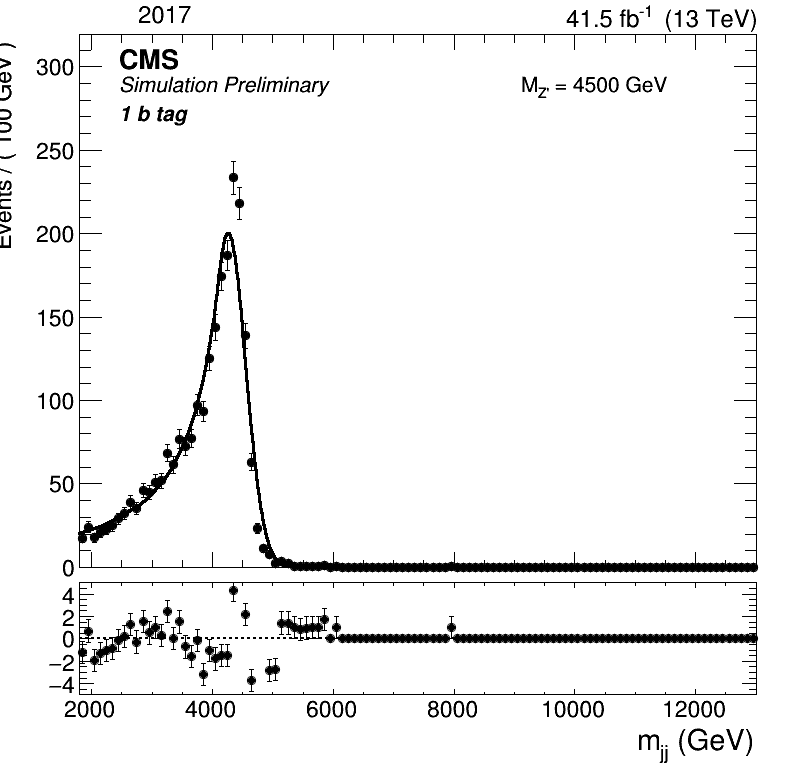 2017
41.5 fb-1 (13 TeV)
CMS
Simulation Preliminary
1 b tag
MZ' = 4500 GeV
Events / ( 100 GeV )
300
250
200
150
100
50
0
4
2
0
−2
−4
2000 4000 6000 8000 10000 12000
mjj (GeV)